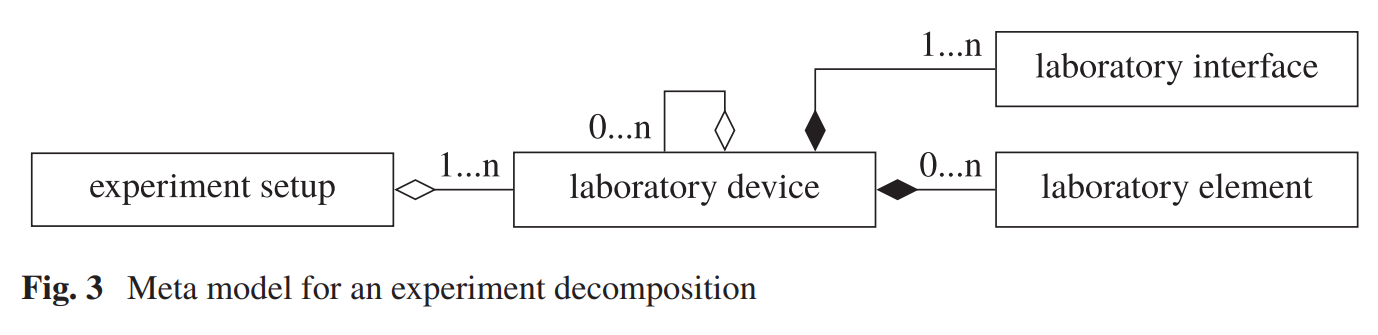 1...n
laboratory interface
0...n
experiment setup
1...n
laboratory device
0...n
laboratory element
Fig. 3 Meta model for an experiment decomposition